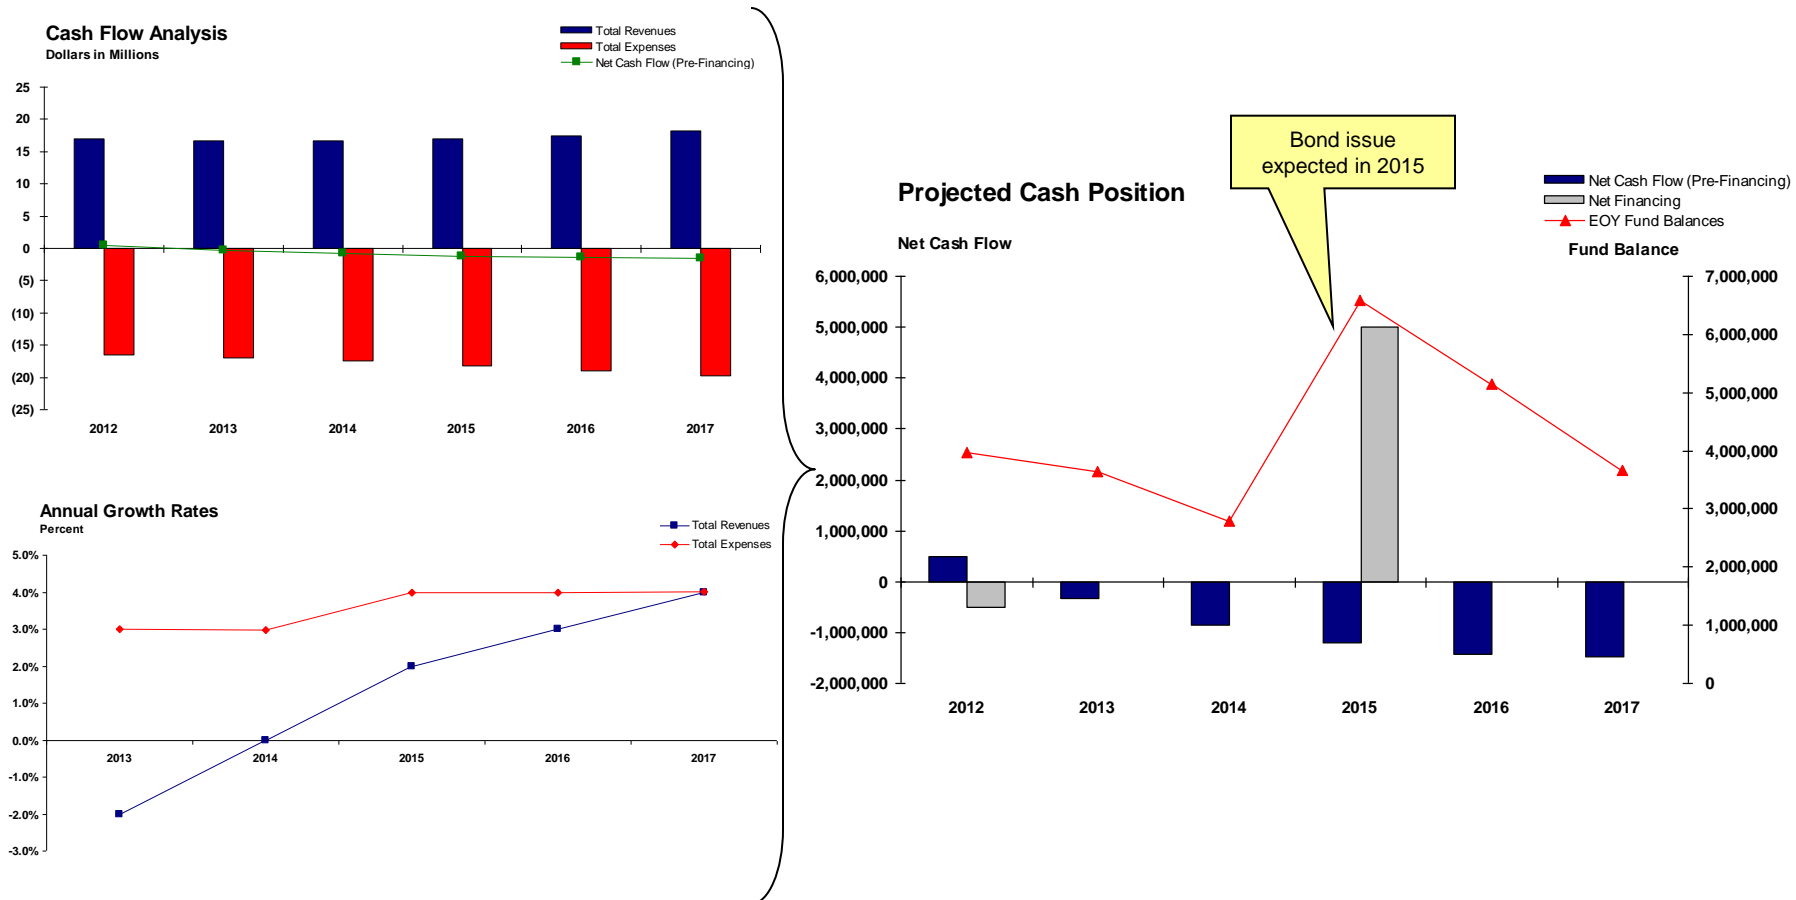 Cash Flow Analysis
Dollars in Millions
Total Revenues
Total Expenses
Net Cash Flow (Pre-Financing)
25
20
15
10
5
0
(5)
(10)
(15)
(20)
(25)
2012 2013 2014 2015 2016 2017
Annual Growth Rates
Percent
Total Revenues
Total Expenses
5.0%
4.0%
3.0%
2.0%
1.0%
0.0%
-1.0%
-2.0%
-3.0%
2013 2014 2015 2016 2017
Bond issue
expected in 2015
Projected Cash Position
Net Cash Flow (Pre-Financing)
Net Financing
EOY Fund Balances
Net Cash Flow
Fund Balance
6,000,000
5,000,000
4,000,000
3,000,000
2,000,000
1,000,000
0
-1,000,000
-2,000,000
7,000,000
6,000,000
5,000,000
4,000,000
3,000,000
2,000,000
1,000,000
0
2012 2013 2014 2015 2016 2017